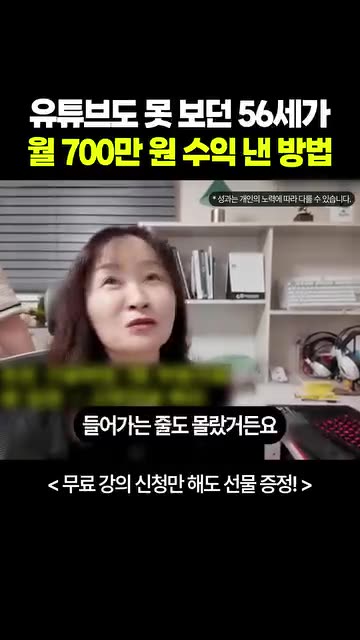 유튜브도 못 보던 56세가
월 700만 원 수익 낸 방법
* 성과는 개인의 노력에 따라 다를 수 있습니다.
들어가는 줄도 몰랐거든요
< 무료 강의 신청만 해도 선물 증정! >